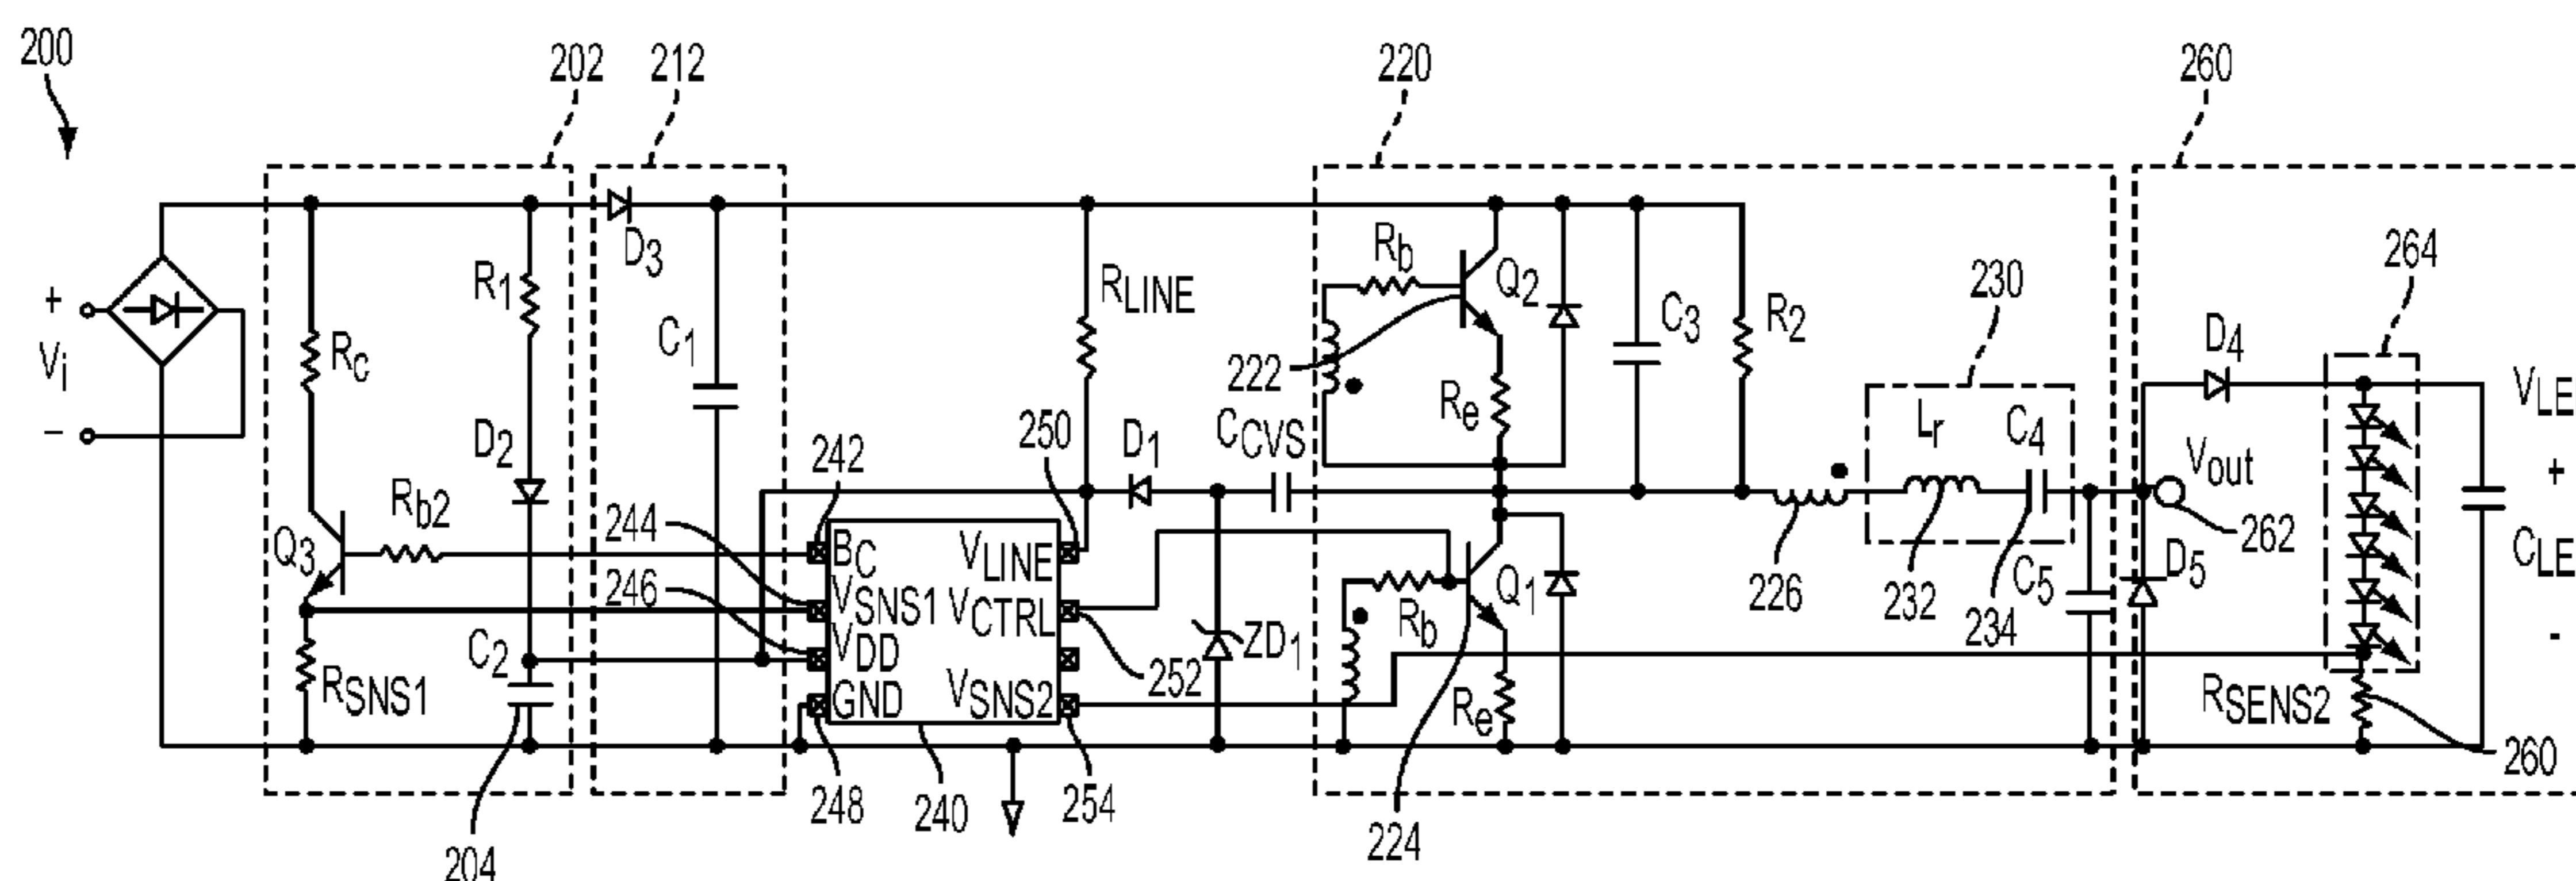 200
202
212
220
260
+
Vi
−
RC
R1
D2
Rb2
Q3
RSNS1
C2
204
D3
C1
244
246
242
BC
VSNS1
VDD
GND
VLINE
VCTRL
VSNS2
248
240
254
252
250
RLINE
D1
CCVS
ZD1
222
Rb
Q2
Re
C3
R2
Rb
Q1
Re
224
226
230
Lr
C4
232
234
C5
D4
Vout
262
D5
264
RSENS2
260
VLE
+
CLE
-